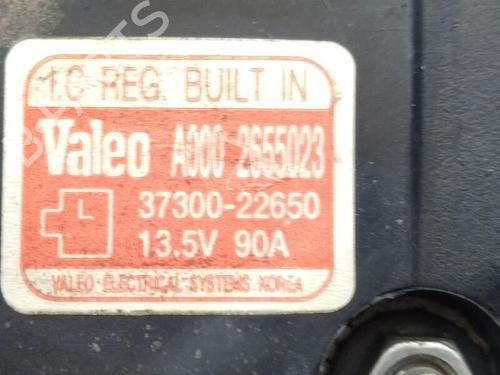 I.C REG. BUILT IN
Valeo A000 2655023
37300-22650
13.5V 90A
VALEO ELECTRICAL SYSTEMS KOREA